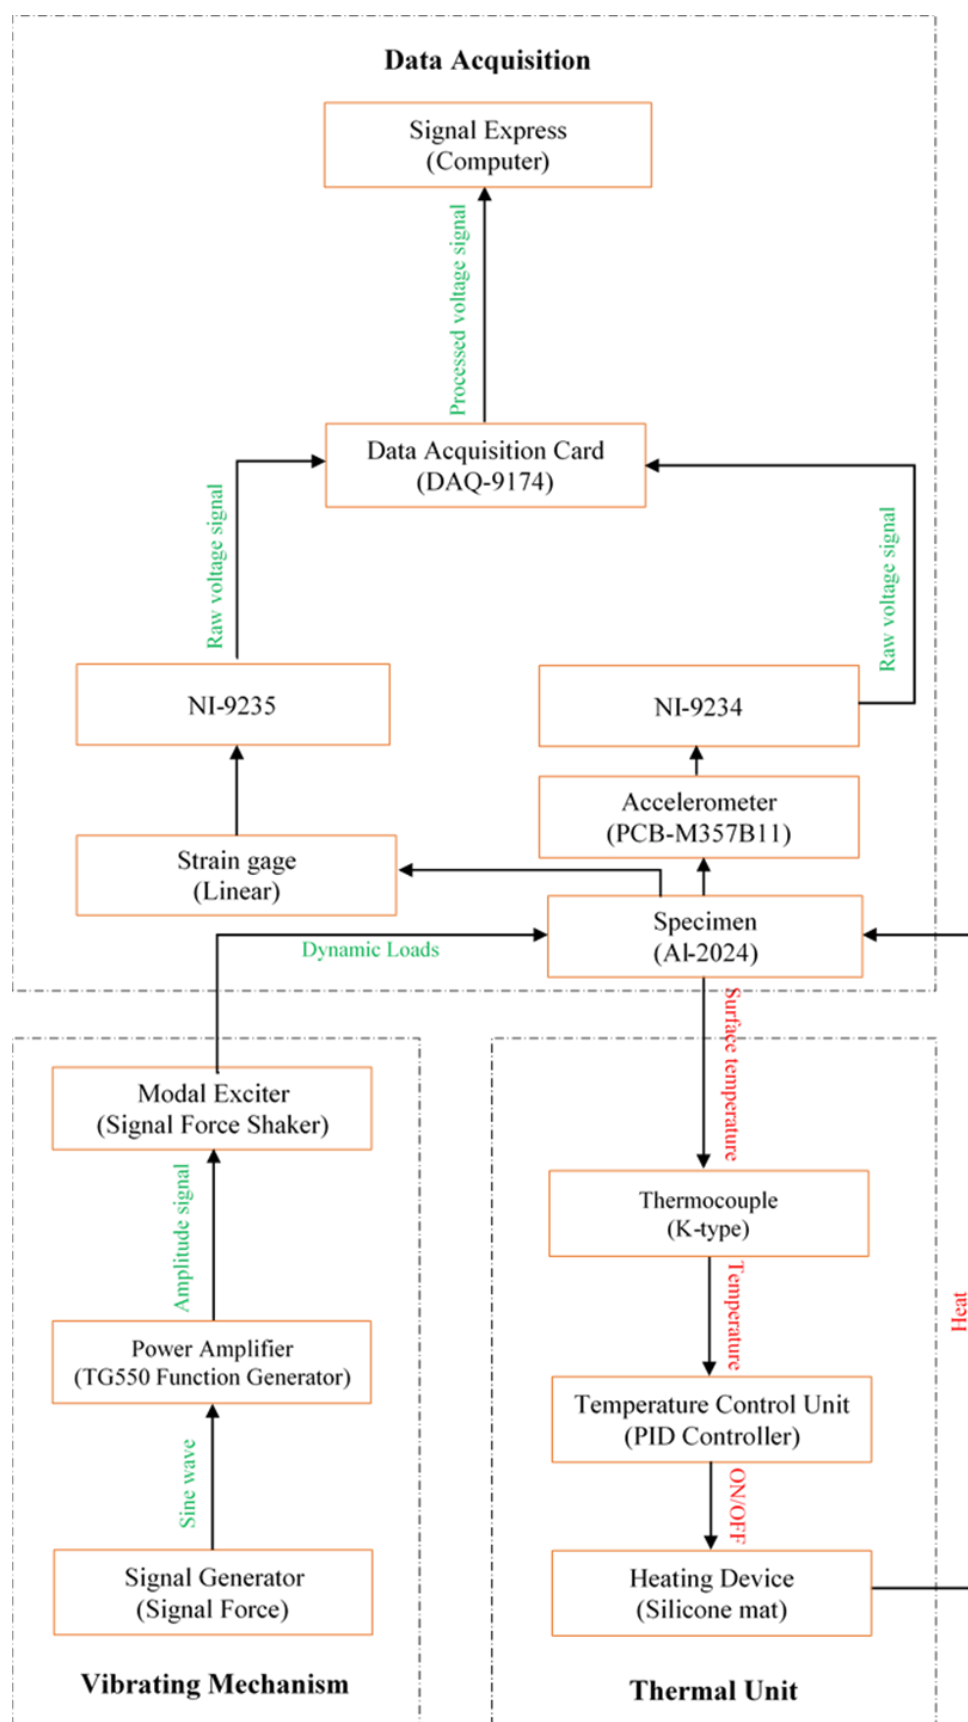 Data Acquisition
Signal Express
(Computer)
Processed voltage signal
Data Acquisition Card
(DAQ-9174)
Raw voltage signal
Raw voltage signal
NI-9235
NI-9234
Accelerometer
(PCB-M357B11)
Strain gage
(Linear)
Specimen
(Al-2024)
Dynamic Loads
Surface temperature
Modal Exciter
(Signal Force Shaker)
Amplitude signal
Thermocouple
(K-type)
Temperature
Heat
Power Amplifier
(TG550 Function Generator)
Temperature Control Unit
(PID Controller)
Sine wave
ON/OFF
Signal Generator
(Signal Force)
Heating Device
(Silicone mat)
Vibrating Mechanism
Thermal Unit